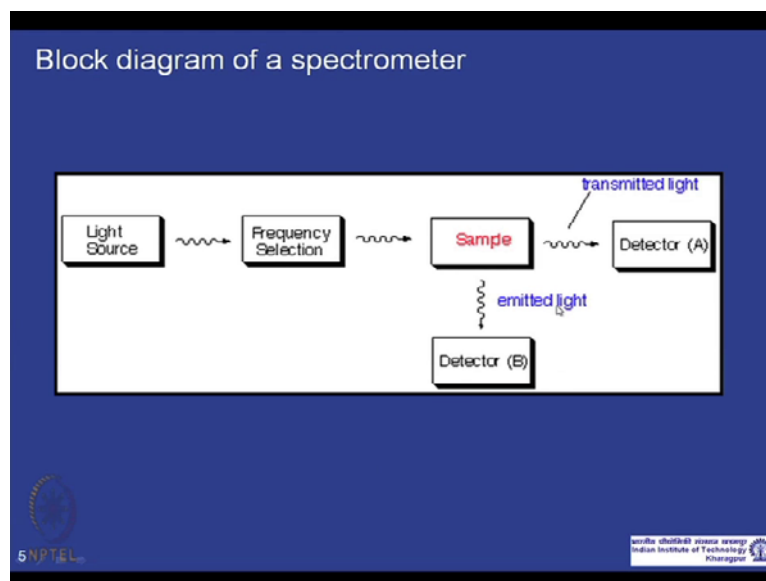 Block diagram of a spectrometer
transmitted light
Light
Source
Frequency
Selection
Sample
Detector (A)
emitted light
Detector (B)
5
NPTEL
Indian Institute of Technology
Kharagpur